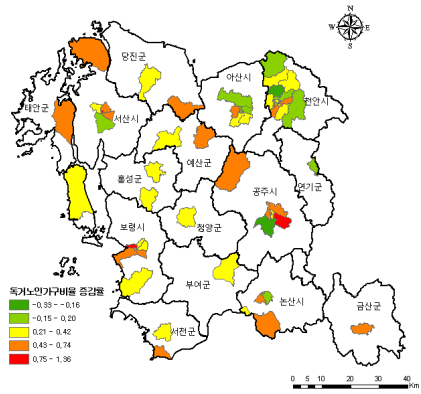 N
W E
S
당진군
아산시
천안시
태안군
서산시
예산군
홍성군
공주시
연기군
보령시
청양군
부여군
논산시
금산군
서천군
독거노인가구비율 증감률
-0,33 - -0,16
-0,15 - 0,20
0,21 - 0,42
0,43 - 0,74
0,75 - 1,36
0 5 10 20 30 40
Km